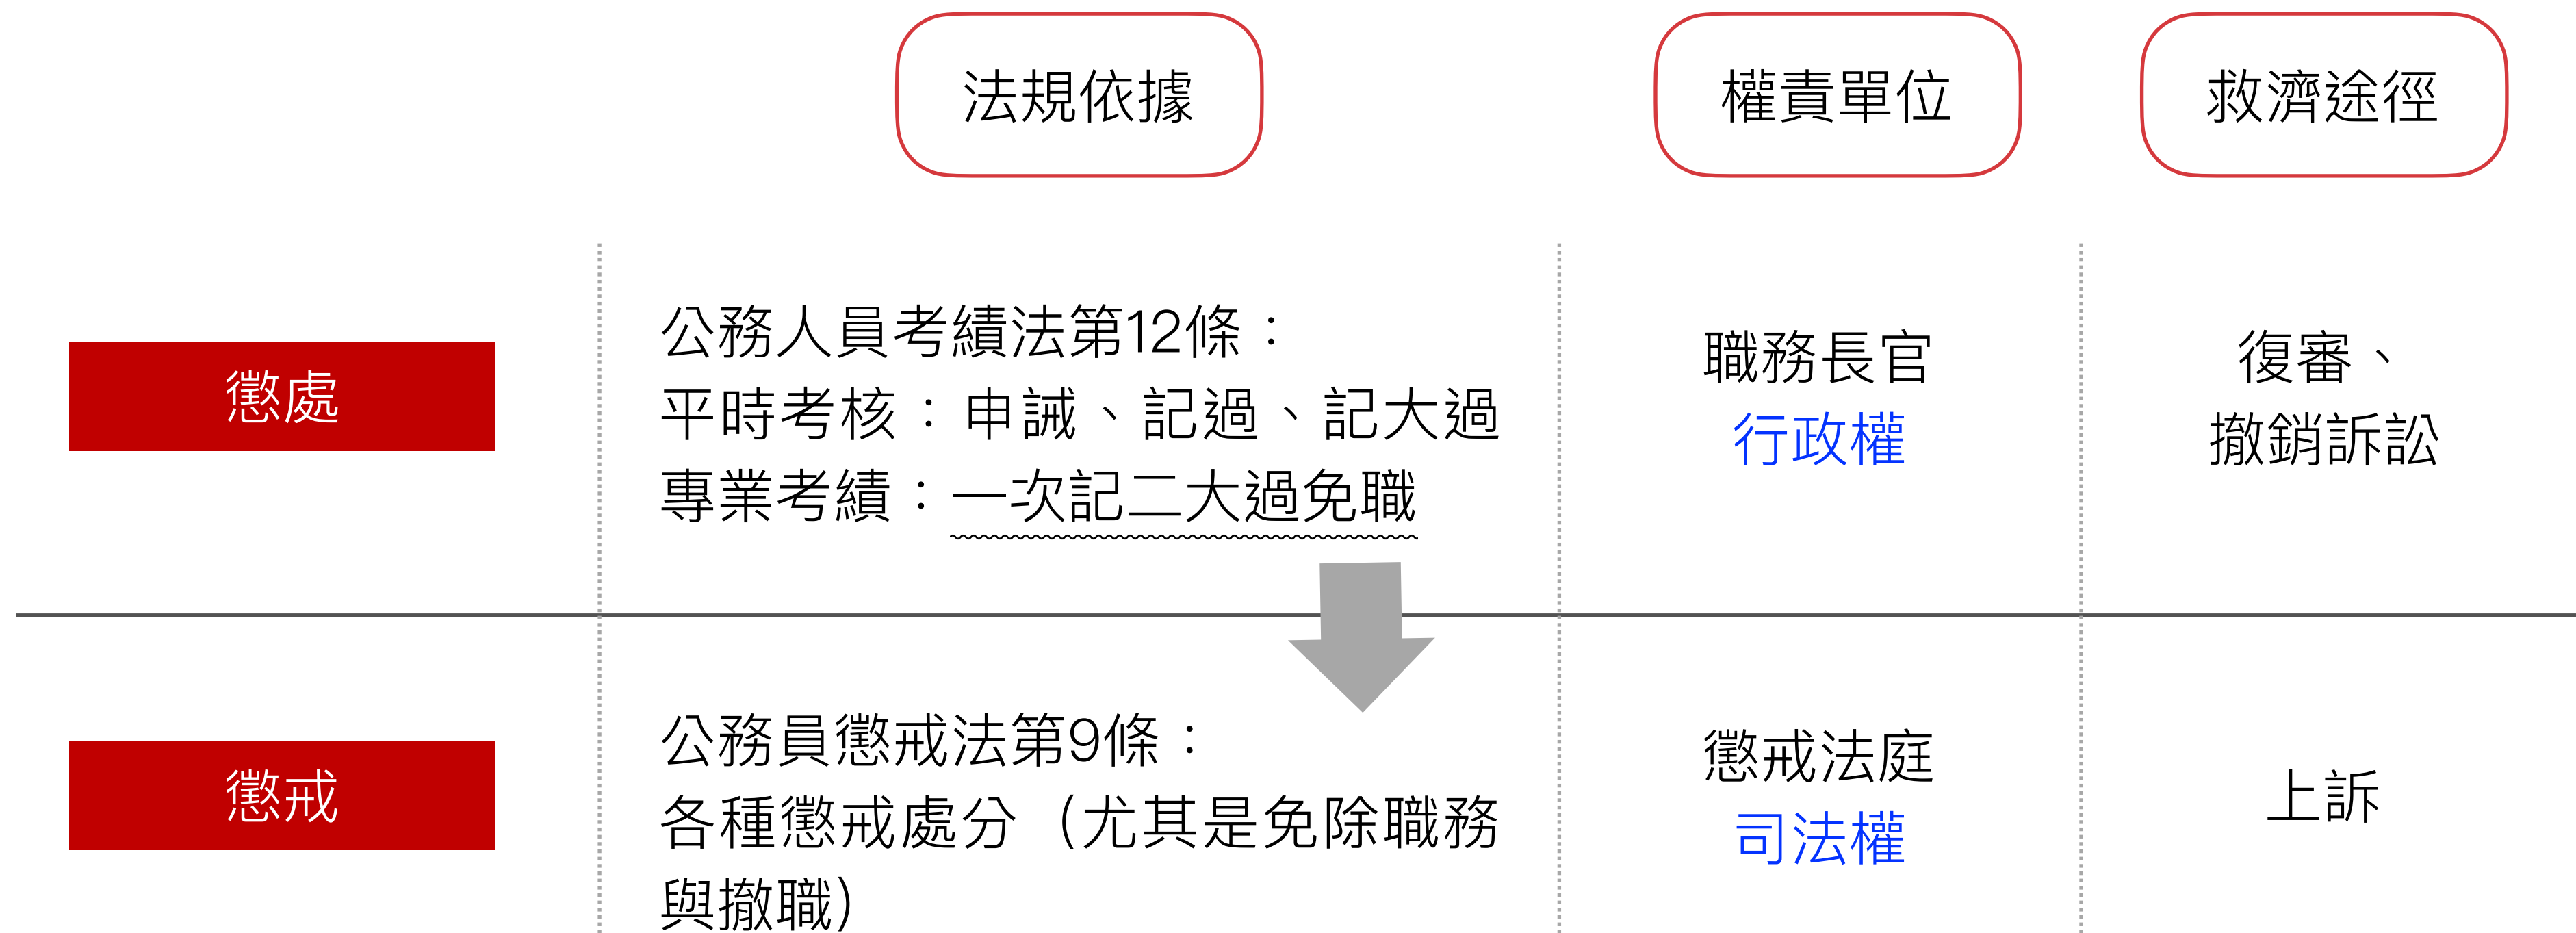 法規依據
權責單位
救濟途徑
懲處
公務人員考績法第12條：
平時考核：申誡、記過、記大過
專業考績：一次記二大過免職
職務長官
行政權
復審、
撤銷訴訟
懲戒
公務員懲戒法第9條：
各種懲戒處分（尤其是免除職務
與撤職）
懲戒法庭
司法權
上訴